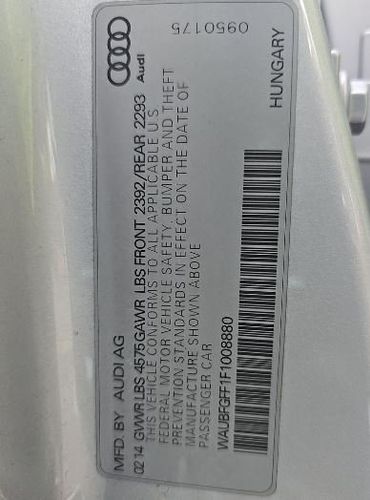 MFD. BY AUDI AG
02 14 GVWR LBS 4575 GAWR LBS FRONT 2392/REAR 2293
THIS VEHICLE CONFORMS TO ALL APPLICABLE U.S.
FEDERAL MOTOR VEHICLE SAFETY, BUMPER AND THEFT
PREVENTION STANDARDS IN EFFECT ON THE DATE OF
MANUFACTURE SHOWN ABOVE
PASSENGER CAR
WAUBFGFF1F1008880
Audi
0950175
HUNGARY